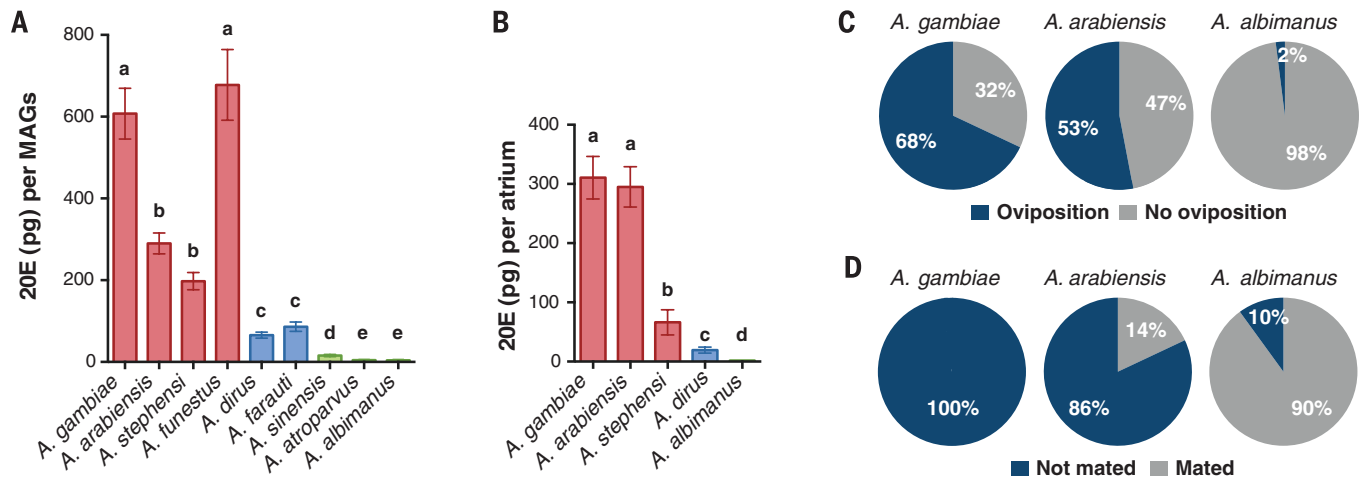 A
20E (pg) per MAGs
800
600
400
200
0
a
b
b
a
c
c
d
e
e
A. gambiae
A. arabiensis
A. stephensi
A. funestus
A. dirus
A. farauti
A. sinensis
A. atroparvus
A. albimanus
B
20E (pg) per atrium
400
300
200
100
0
a
a
b
c
d
A. gambiae
A. arabiensis
A. stephensi
A. dirus
A. albimanus
C
A. gambiae
A. arabiensis
A. albimanus
32%
68%
47%
53%
2%
98%
Oviposition
No oviposition
D
A. gambiae
A. arabiensis
A. albimanus
100%
14%
86%
10%
90%
Not mated
Mated